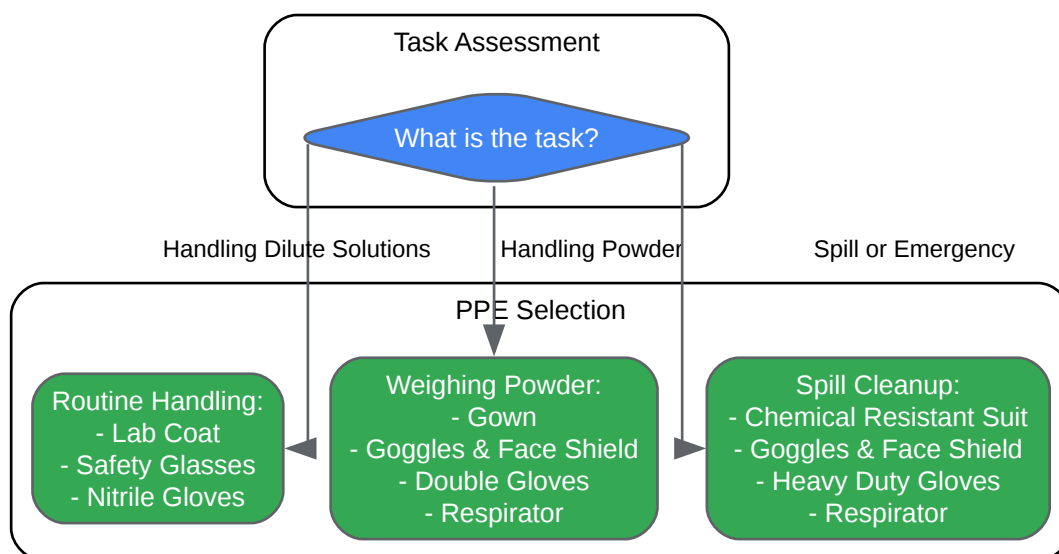 Task Assessment
What is the task?
Handling Dilute Solutions
Handling Powder
Spill or Emergency
PPE Selection
Routine Handling:
- Lab Coat
- Safety Glasses
- Nitrile Gloves
Weighing Powder:
- Gown
- Goggles & Face Shield
- Double Gloves
- Respirator
Spill Cleanup:
- Chemical Resistant Suit
- Goggles & Face Shield
- Heavy Duty Gloves
- Respirator